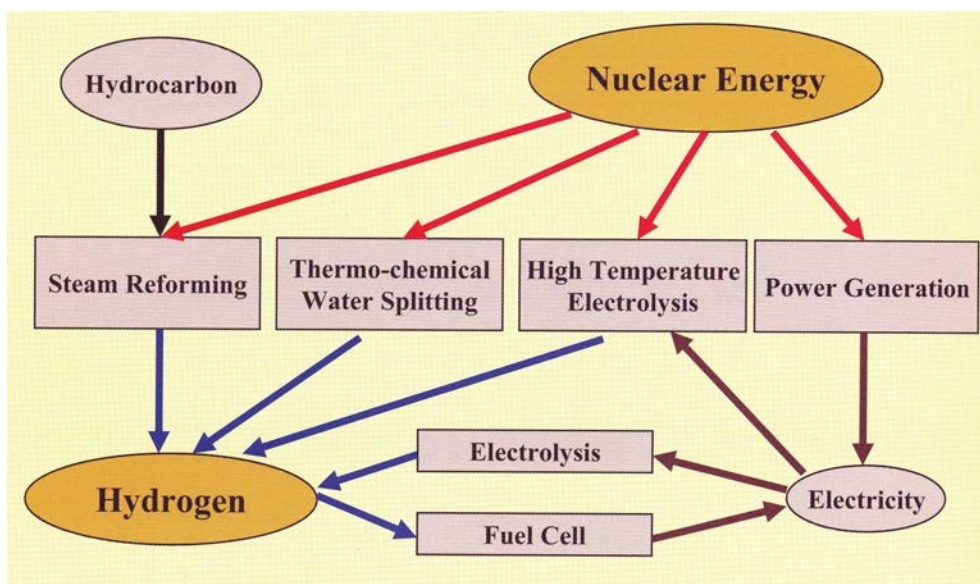 Hydrocarbon
Nuclear Energy
Steam Reforming
Thermo-chemical
Water Splitting
High Temperature
Electrolysis
Power Generation
Electrolysis
Hydrogen
Electricity
Fuel Cell